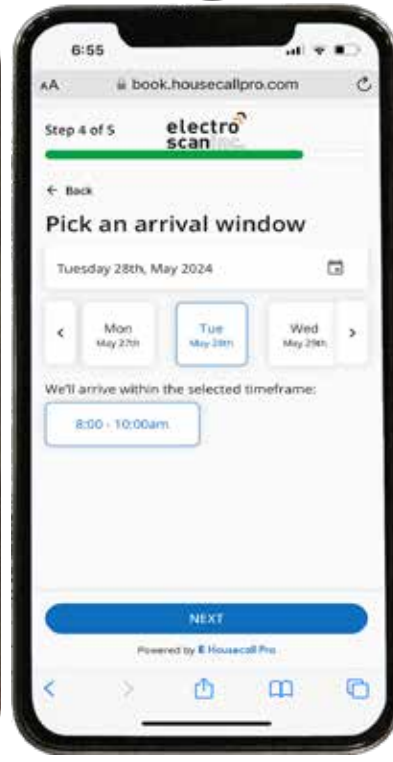 6:55
AA book.housecallpro.com
Step 4 of 5
electro
scan inc.
← Back
Pick an arrival window
Tuesday 28th, May 2024
< Mon Tue Wed >
May 27th May 28th May 29th
We'll arrive within the selected timeframe:
8:00 - 10:00am
NEXT
Powered by Housecall Pro